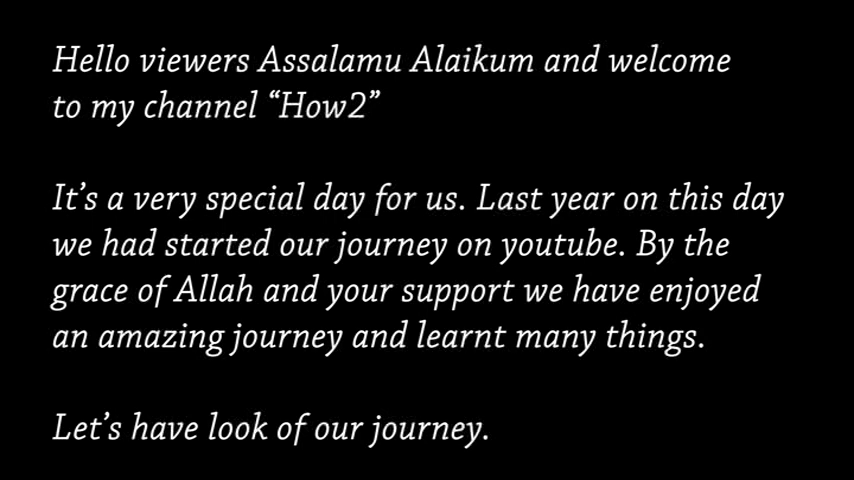 Hello viewers Assalamu Alaikum and welcome
to my channel “How2”
It’s a very special day for us. Last year on this day
we had started our journey on youtube. By the
grace of Allah and your support we have enjoyed
an amazing journey and learnt many things.
Let’s have look of our journey.